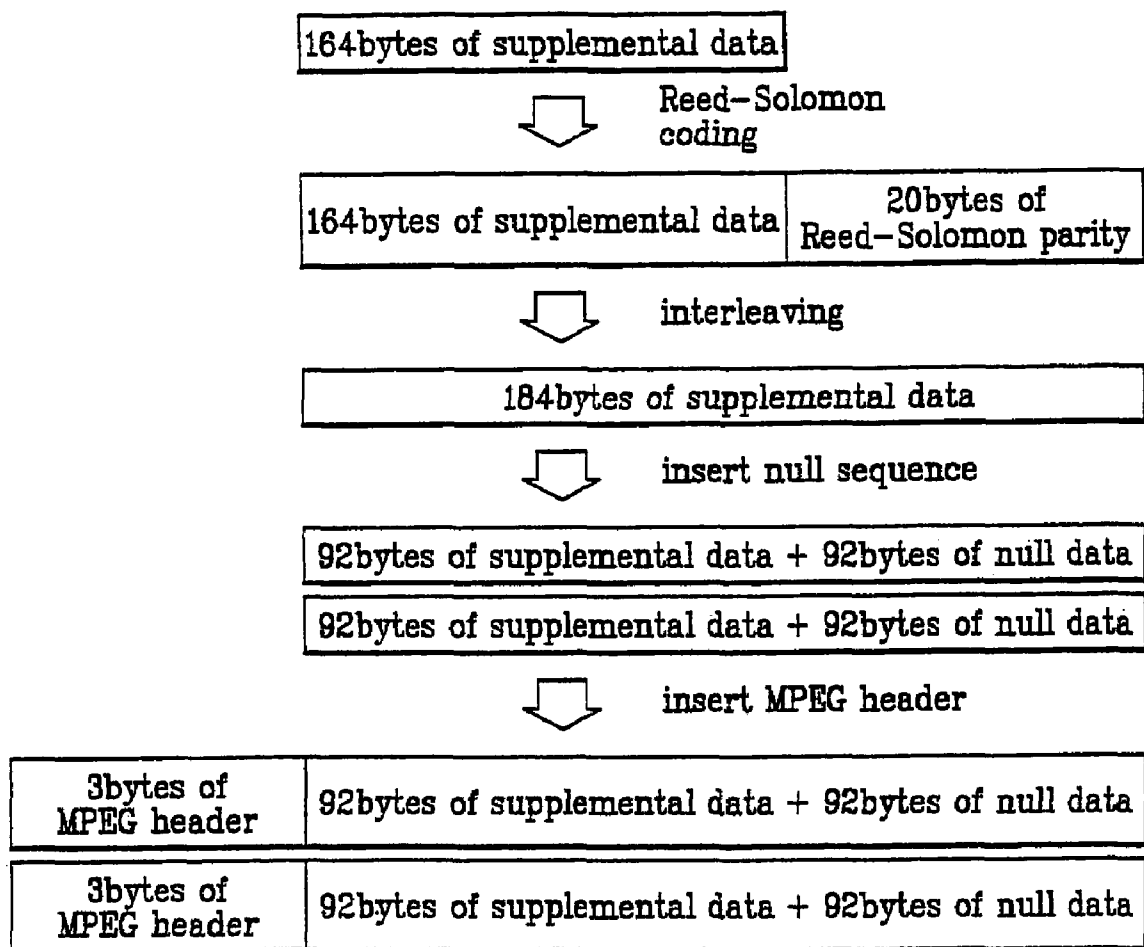 164bytes of supplemental data
Reed-Solomon
coding
164bytes of supplemental data
20bytes of
Reed-Solomon parity
interleaving
184bytes of supplemental data
insert null sequence
92bytes of supplemental data + 92bytes of null data
92bytes of supplemental data + 92bytes of null data
insert MPEG header
3bytes of
MPEG header
92bytes of supplemental data + 92bytes of null data
3bytes of
MPEG header
92bytes of supplemental data + 92bytes of null data